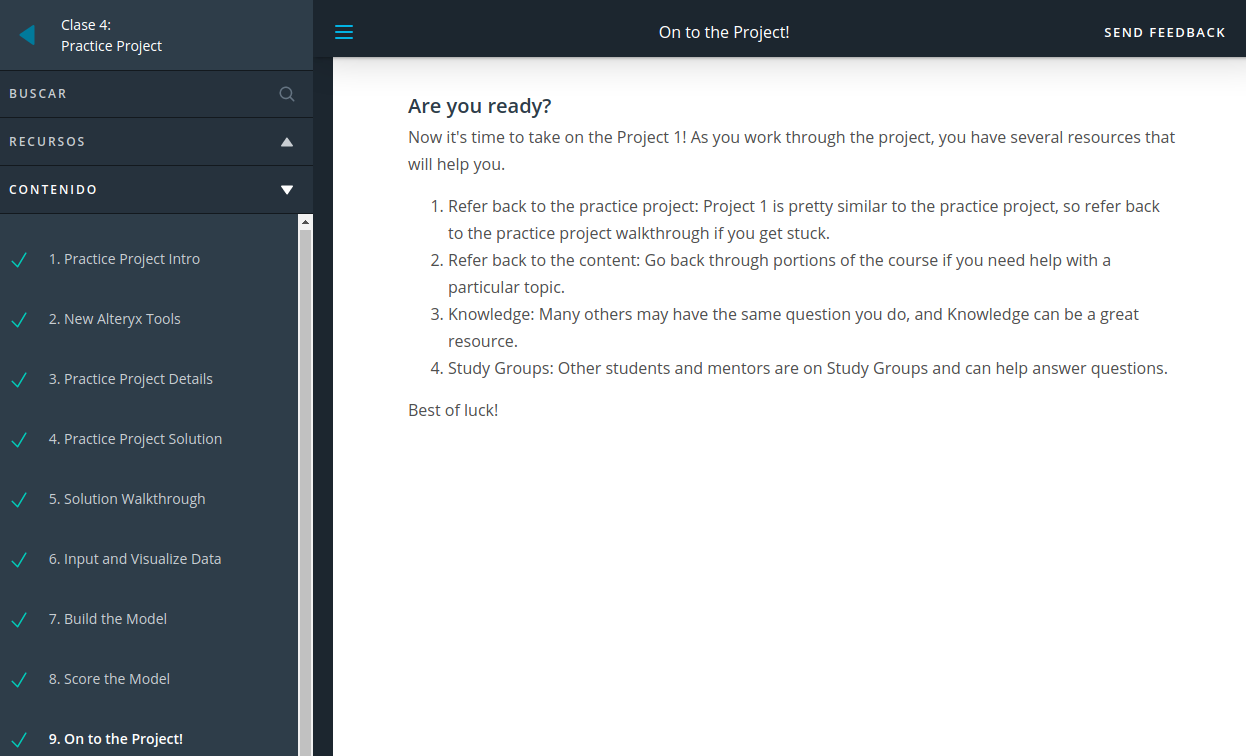 Clase 4:
Practice Project
BUSCAR
RECURSOS
CONTENIDO
1. Practice Project Intro
2. New Alteryx Tools
3. Practice Project Details
4. Practice Project Solution
5. Solution Walkthrough
6. Input and Visualize Data
7. Build the Model
8. Score the Model
9. On to the Project!
On to the Project!
SEND FEEDBACK
Are you ready?
Now it's time to take on the Project 1! As you work through the project, you have several resources that
will help you.
1. Refer back to the practice project: Project 1 is pretty similar to the practice project, so refer back
to the practice project walkthrough if you get stuck.
2. Refer back to the content: Go back through portions of the course if you need help with a
particular topic.
3. Knowledge: Many others may have the same question you do, and Knowledge can be a great
resource.
4. Study Groups: Other students and mentors are on Study Groups and can help answer questions.
Best of luck!